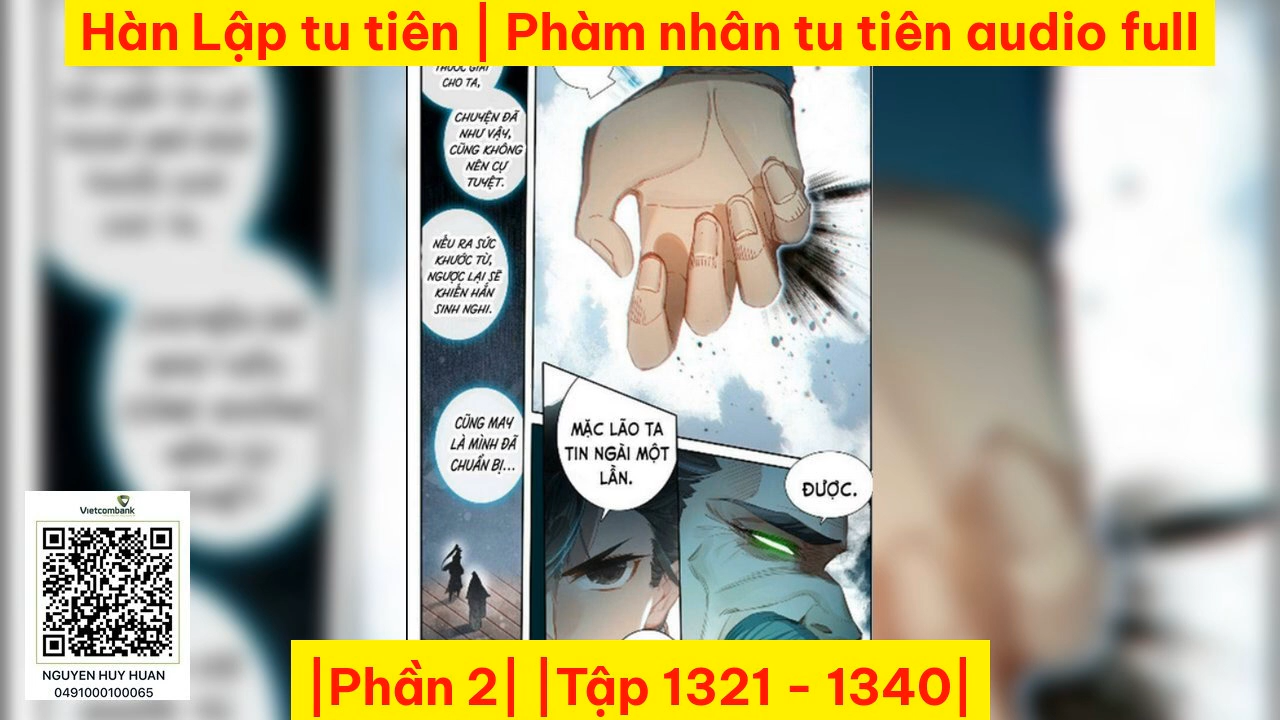 Hàn Lập tu tiên | Phàm nhân tu tiên audio full
THUỐC GIẢI
CHO TA,
CHUYỆN ĐÃ
NHƯ VẬY,
CŨNG KHÔNG
NÊN CỰ
TUYỆT.
NẾU RA SỨC
KHƯỚC TỪ,
NGƯỢC LẠI SẼ
KHIẾN HẮN
SINH NGHI.
CŨNG MAY
LÀ MÌNH ĐÃ
CHUẨN BỊ...
MẶC LÃO TA
TIN NGÀI MỘT
LẦN.
ĐƯỢC.
Vietcombank
NGUYEN HUY HUAN
0491000100065
|Phần 2| |Tập 1321 - 1340|